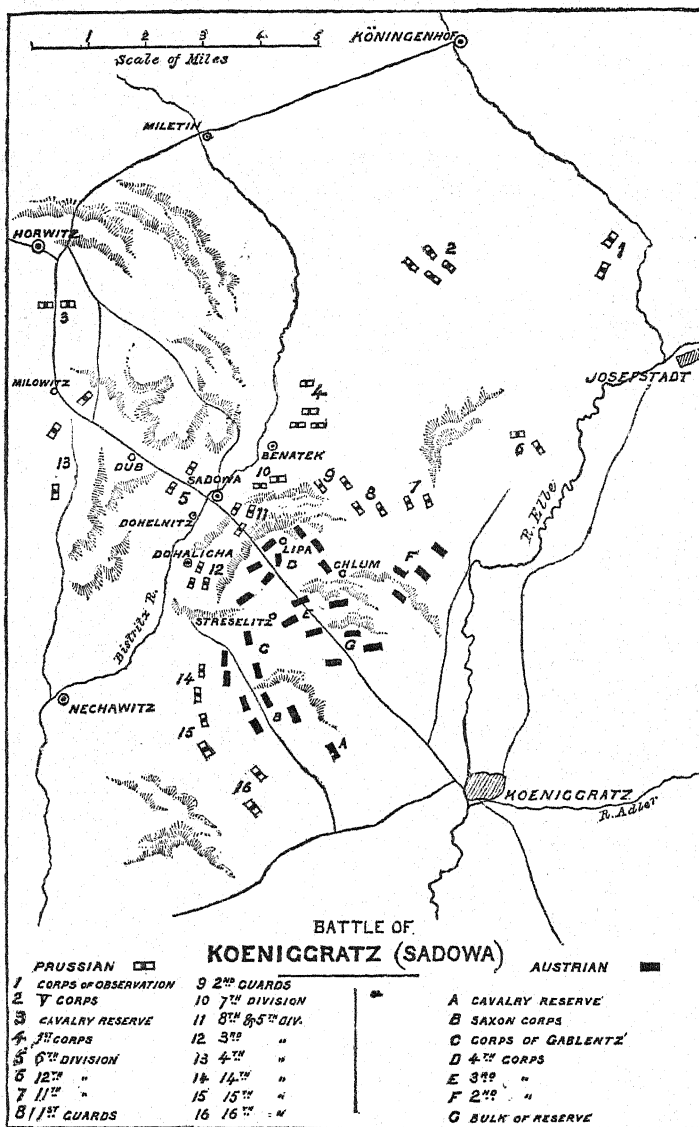 1 2 3 4. 5
Scale of Miles
KÖNINGENHOF
MILETIN
HORWITZ
2
1
3
JOSEFSTADT
MILOWITZ
4
BENATEK
13
DUB
6
SADOWA
10
9
5
8
7
R. Elbe
11
DOHELNITZ
LIPA
DOHALICHA
D
CHLUM
F
12
STRESELITZ
E
G
Bistritz R.
C
14
NECHAWITZ
B
15
A
16
KOENIGGRATZ
R. Adler
BATTLE OF
KOENIGGRATZ (SADOWA)
PRUSSIAN
AUSTRIAN
1 CORPS OF OBSERVATION
2 V CORPS
3 CAVALRY RESERVE
4 1ST CORPS
5 6TH DIVISION
6 12TH "
7 11TH "
8 11ST GUARDS
9 2ND GUARDS
10 7TH DIVISION
11 8TH & 5TH DIV.
12 3RD "
13 4TH "
14 14TH "
15 15TH "
16 16TH "
A CAVALRY RESERVE
B SAXON CORPS
C CORPS OF GABLENTZ'
D 4TH CORPS
E 3RD "
F 2ND "
G BULK OF RESERVE